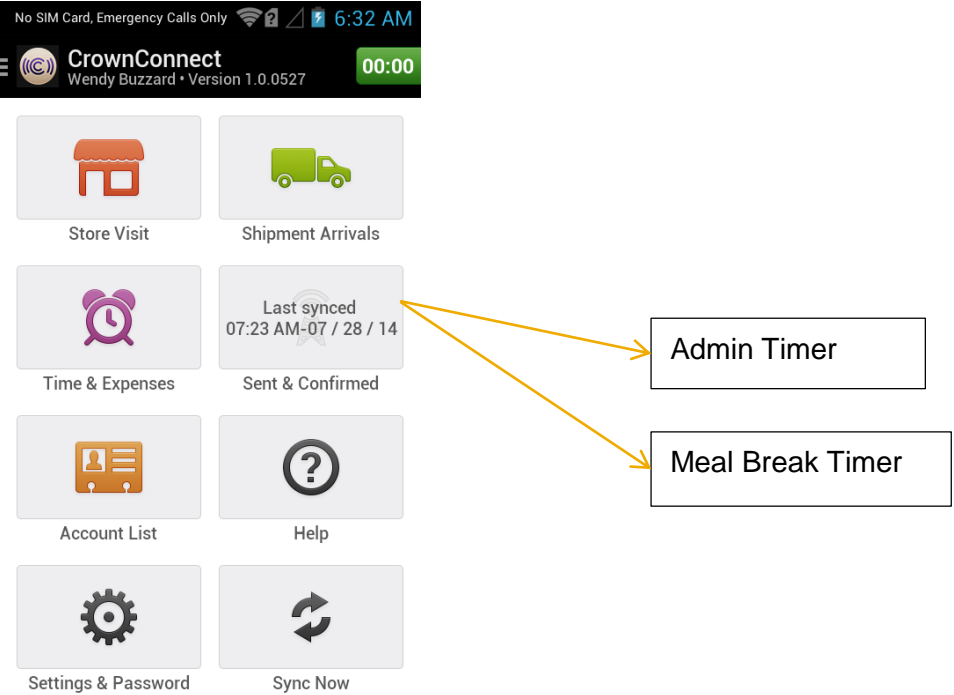 No SIM Card, Emergency Calls Only ? 6:32 AM
((C)) CrownConnect 00:00
Wendy Buzzard • Version 1.0.0527
Store Visit Shipment Arrivals
Last synced
07:23 AM-07 / 28 / 14
Time & Expenses Sent & Confirmed
Admin Timer
Meal Break Timer
?
Account List Help
Settings & Password Sync Now